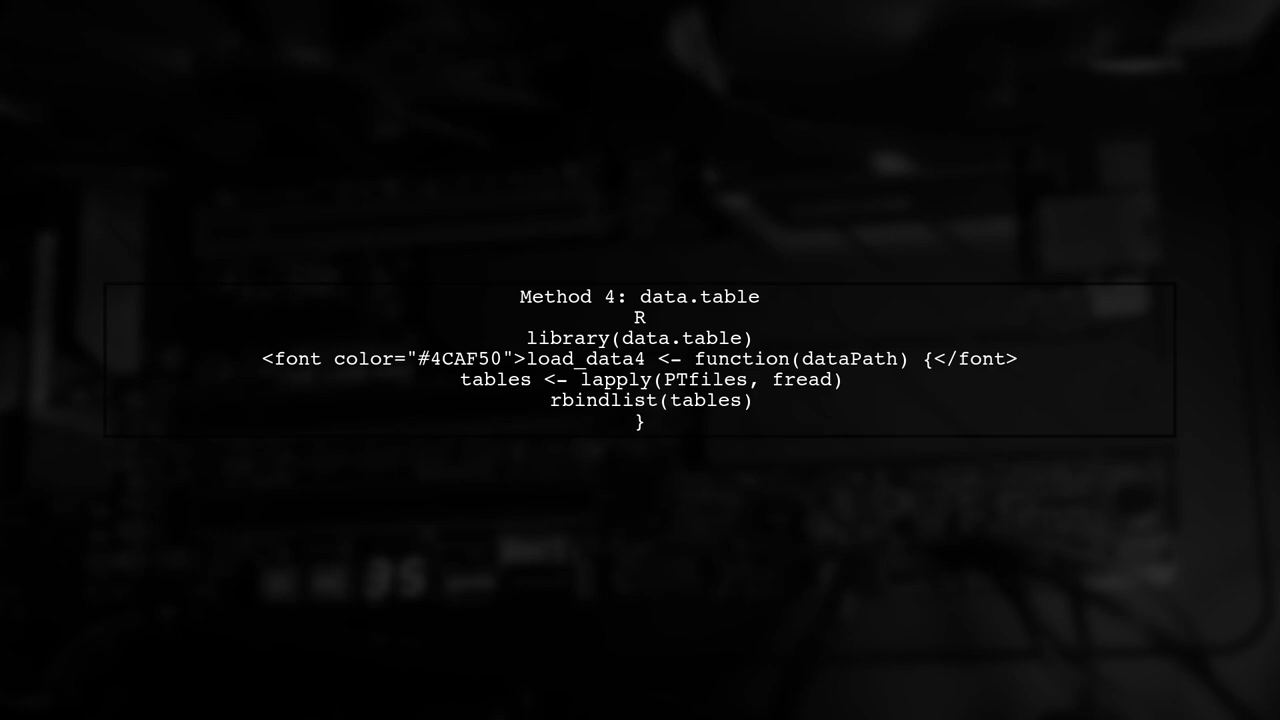 Method 4: data.table
R
library(data.table)
<font color="#4CAF50">load_data4 <- function(dataPath) {</font>
tables <- lapply(PTfiles, fread)
rbindlist(tables)
}